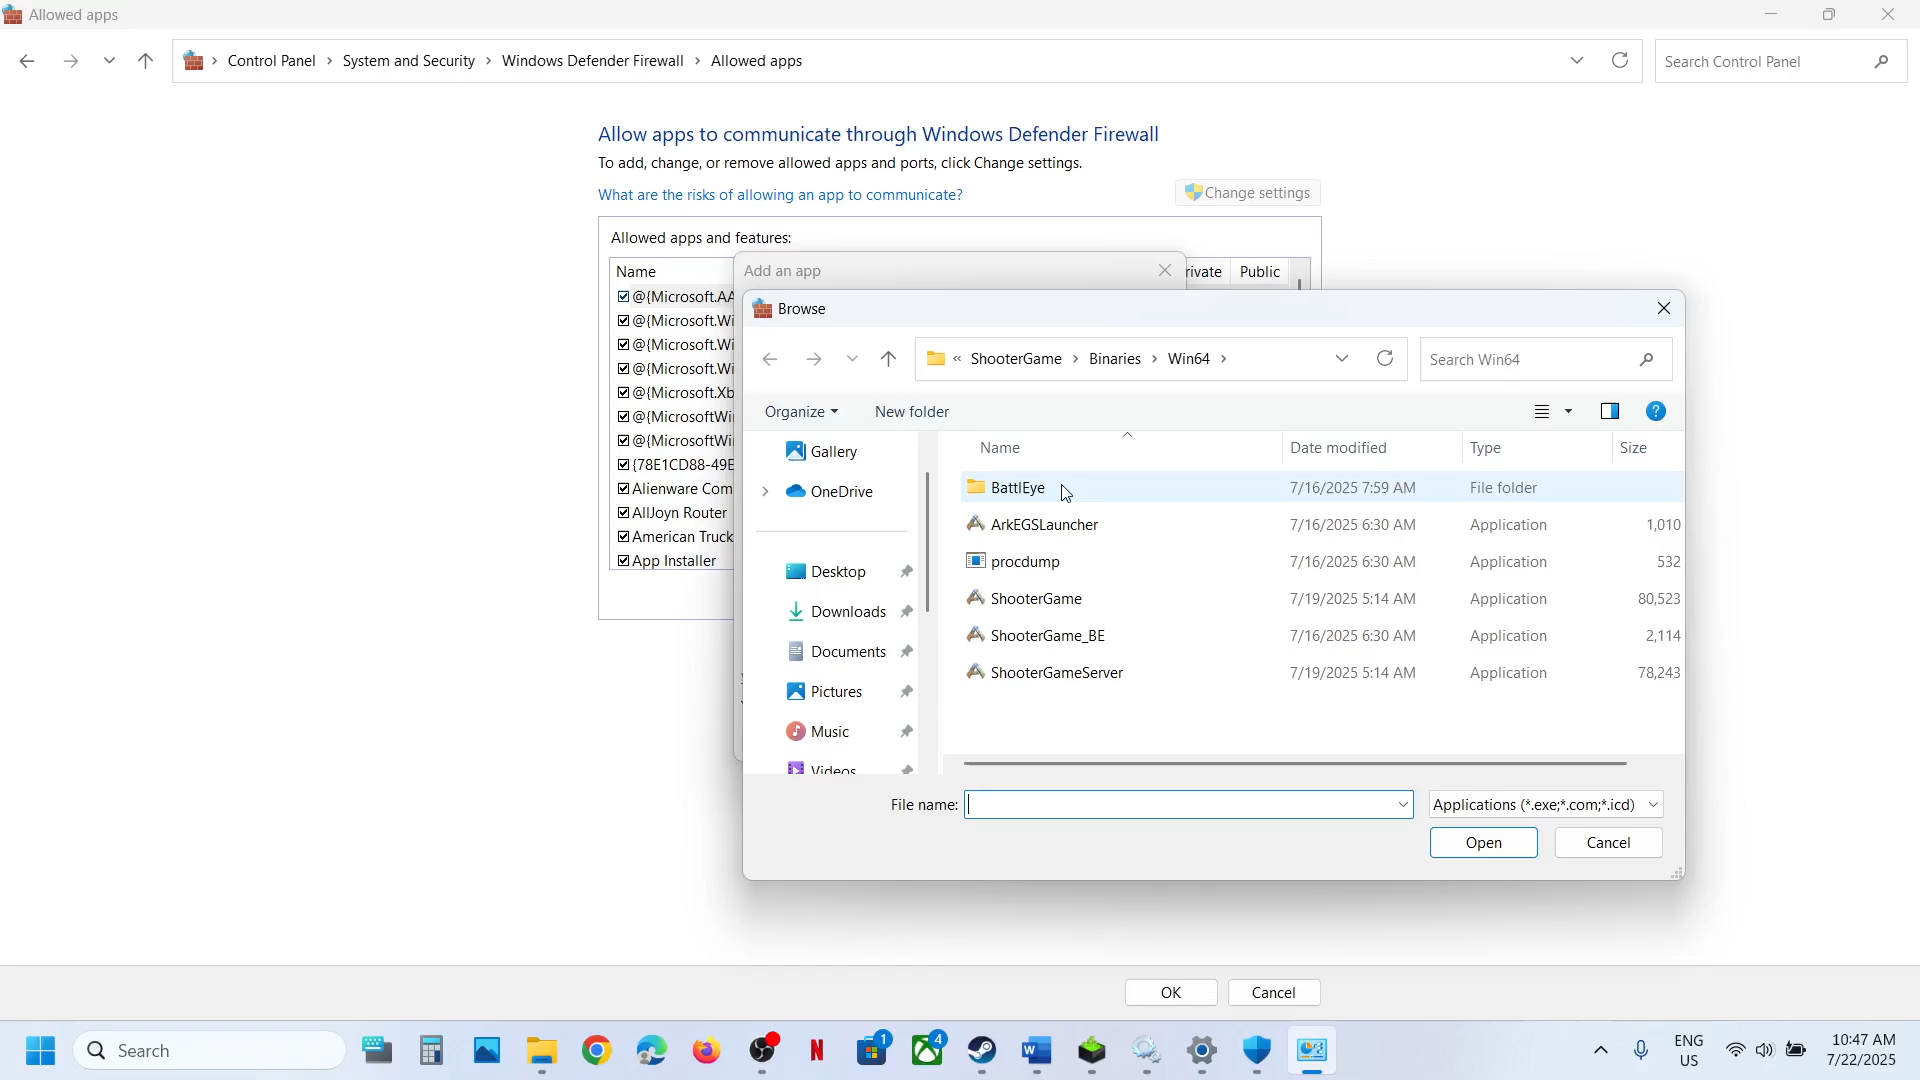 Allowed apps
Control Panel > System and Security > Windows Defender Firewall > Allowed apps
Search Control Panel
Allow apps to communicate through Windows Defender Firewall
To add, change, or remove allowed apps and ports, click Change settings.
What are the risks of allowing an app to communicate?
Change settings
Allowed apps and features:
Name
rivate Public
@{Microsoft.AA
@{Microsoft.Wi
@{Microsoft.Wi
@{Microsoft.Wi
@{Microsoft.Xb
@{MicrosoftWi
@{MicrosoftWi
{78E1CD88-49E
Alienware Com
AllJoyn Router
American Truck
App Installer
Add an app
Browse
« ShooterGame > Binaries > Win64 >
Search Win64
Organize
New folder
Gallery
OneDrive
Desktop
Downloads
Documents
Pictures
Music
Videos
Name Date modified Type Size
BattlEye 7/16/2025 7:59 AM File folder
ArkEGSLauncher 7/16/2025 6:30 AM Application 1,010
procdump 7/16/2025 6:30 AM Application 532
ShooterGame 7/19/2025 5:14 AM Application 80,523
ShooterGame_BE 7/16/2025 6:30 AM Application 2,114
ShooterGameServer 7/19/2025 5:14 AM Application 78,243
File name:
Applications (*.exe;*.com;*.icd)
Open
Cancel
OK
Cancel
Search
1
4
ENG
US
10:47 AM
7/22/2025